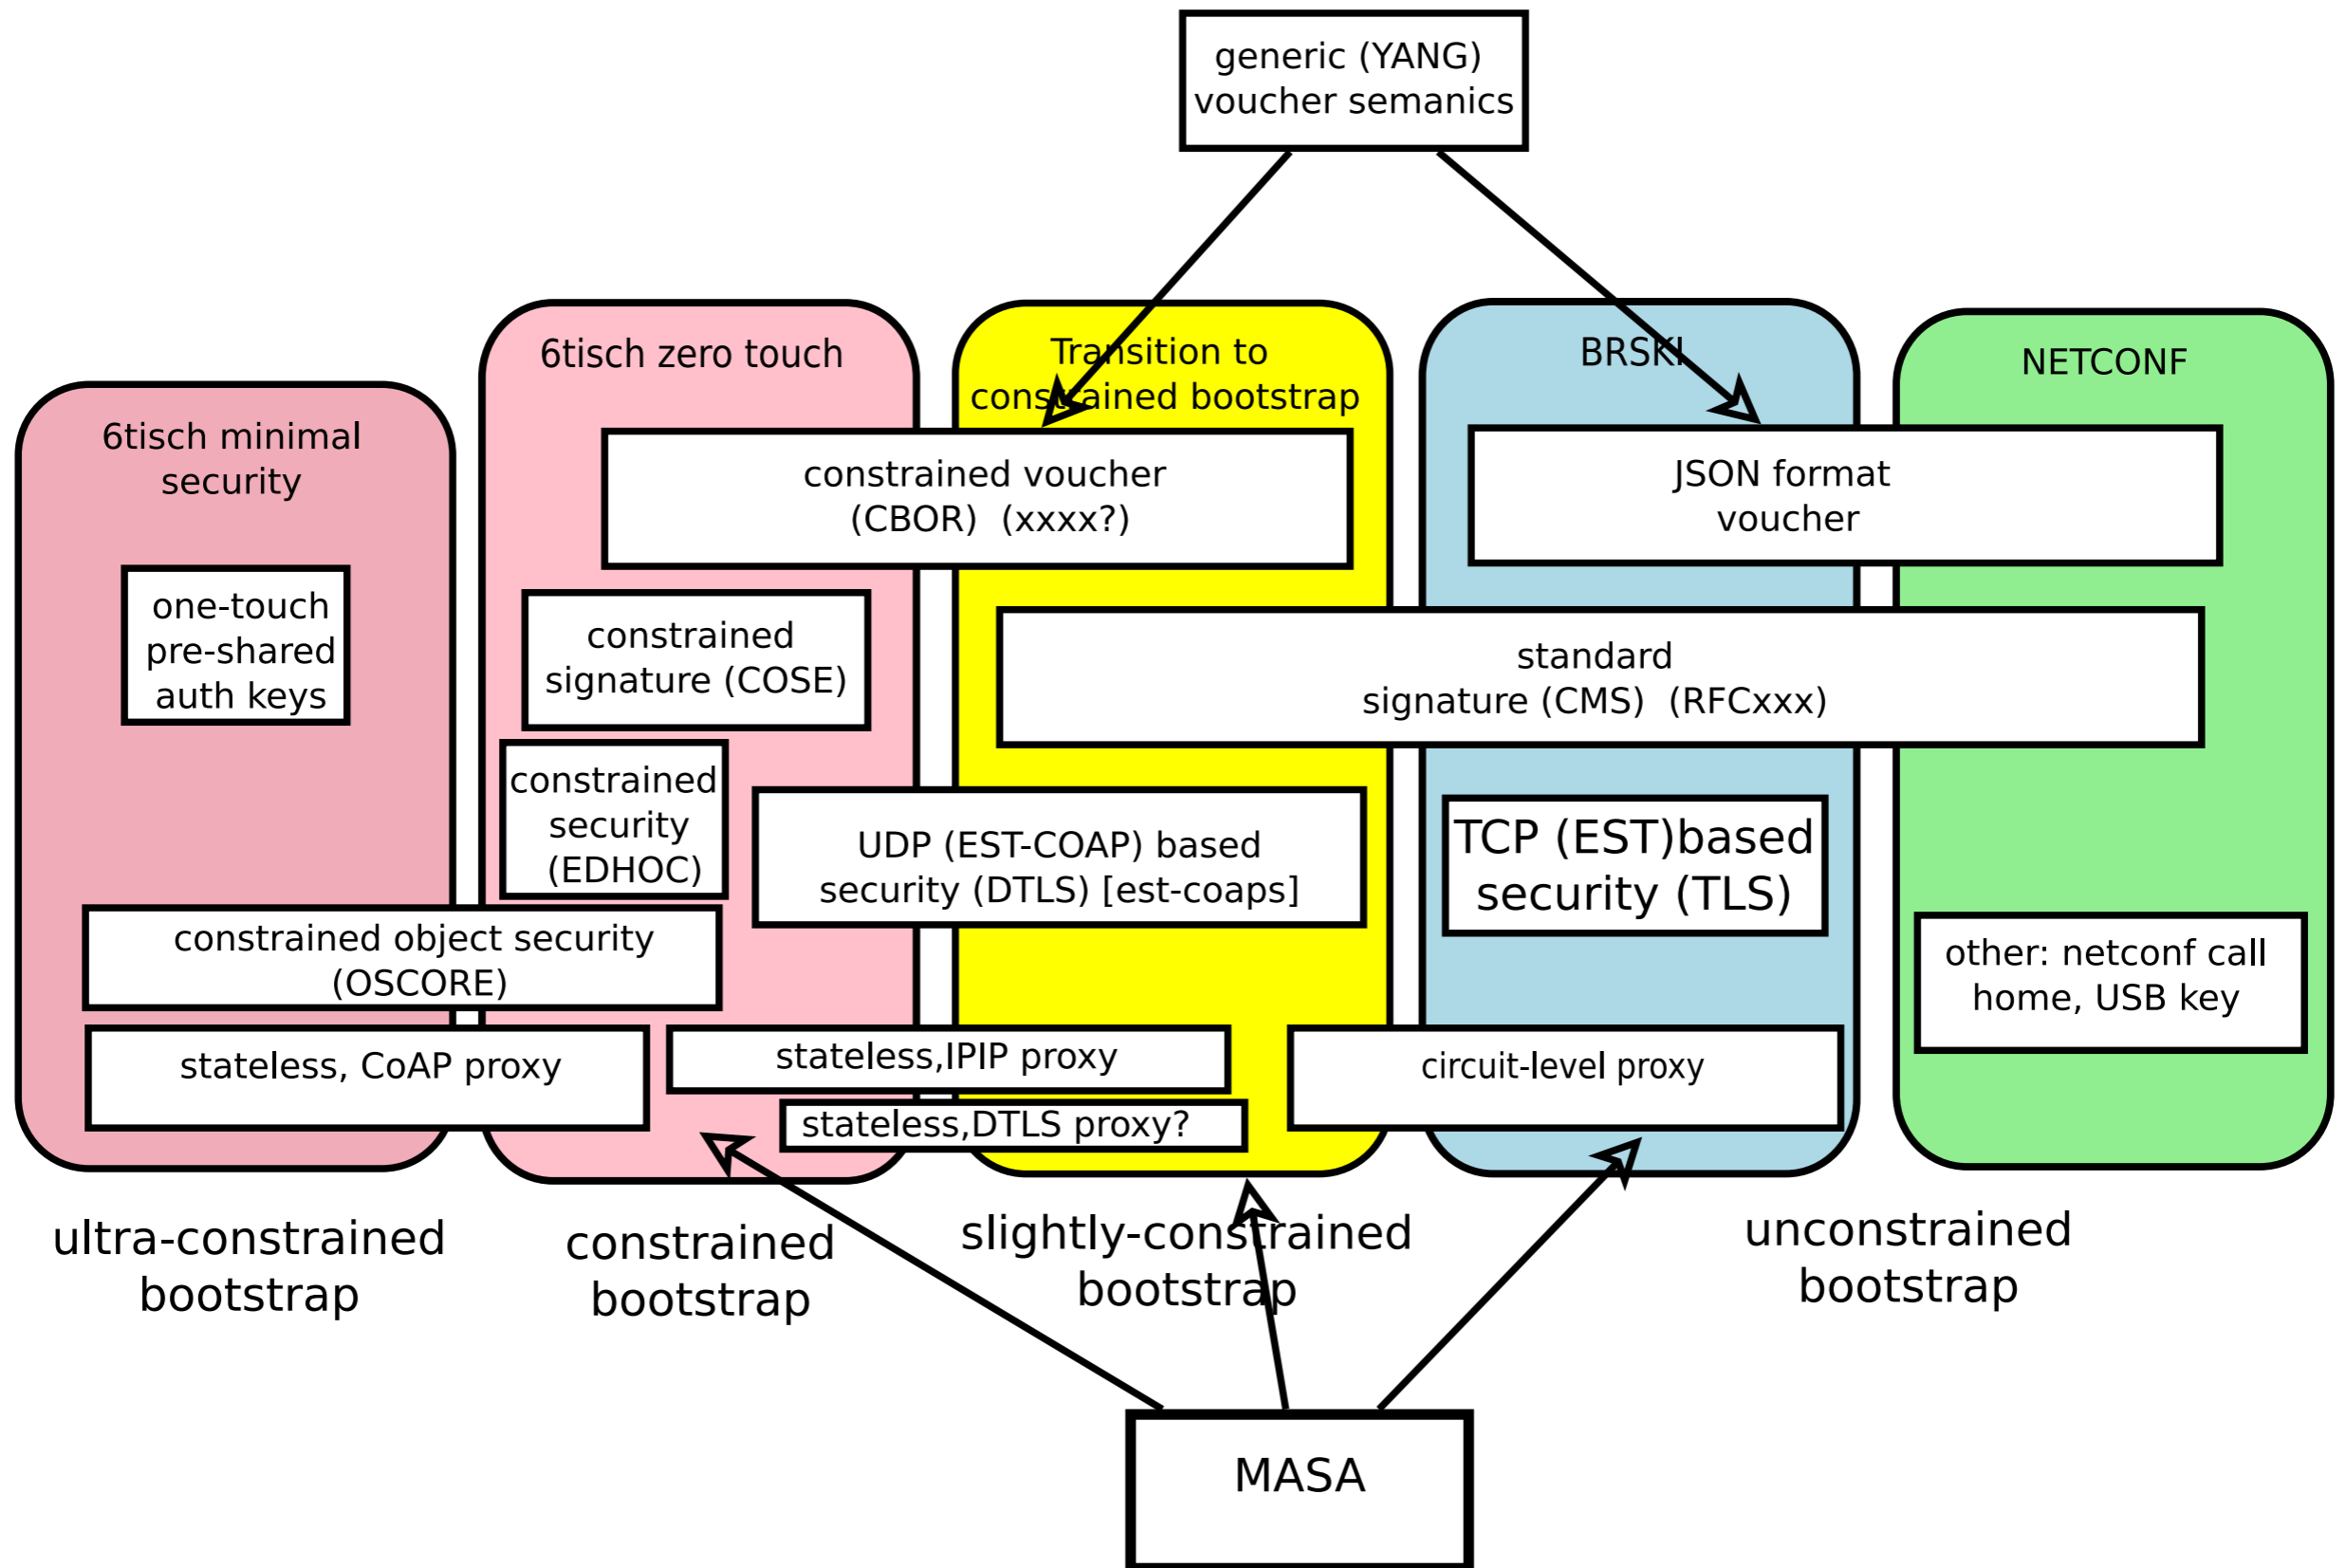 generic (YANG)
voucher semanics
6tisch minimal
security
6tisch zero touch
Transition to
constrained bootstrap
BRSKI
NETCONF
constrained voucher
(CBOR)  (xxxx?)
JSON format
voucher
one-touch
pre-shared
auth keys
constrained
signature (COSE)
standard
signature (CMS)  (RFCxxx)
constrained
security
(EDHOC)
UDP (EST-COAP) based
security (DTLS) [est-coaps]
TCP (EST)based
security (TLS)
constrained object security
(OSCORE)
other: netconf call
home, USB key
stateless, CoAP proxy
stateless,IPIP proxy
stateless,DTLS proxy?
circuit-level proxy
ultra-constrained
bootstrap
constrained
bootstrap
slightly-constrained
bootstrap
unconstrained
bootstrap
MASA